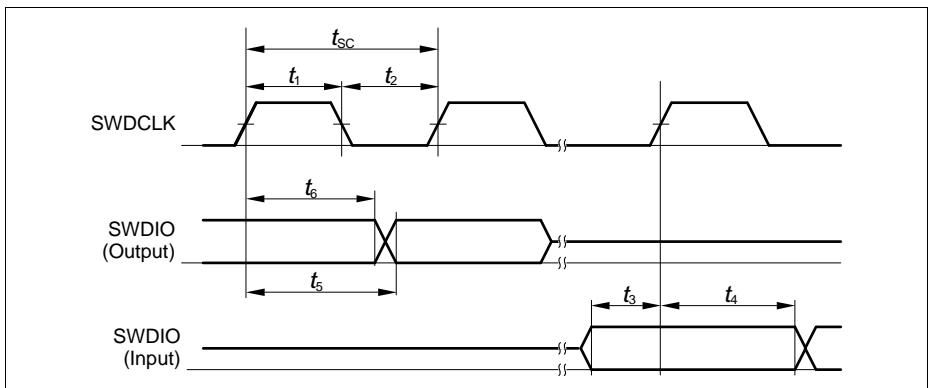 tSC
t1 t2
SWDCLK
t6
SWDIO
(Output)
t5
t3 t4
SWDIO
(Input)